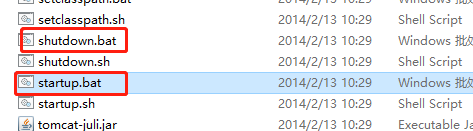 setclasspath.sh 2014/2/13 10:29 Shell Script
shutdown.bat 2014/2/13 10:29 Windows 批处
shutdown.sh 2014/2/13 10:29 Shell Script
startup.bat 2014/2/13 10:29 Windows 批处
startup.sh 2014/2/13 10:29 Shell Script
tomcat-juli.jar 2014/2/13 10:29 Executable Ja